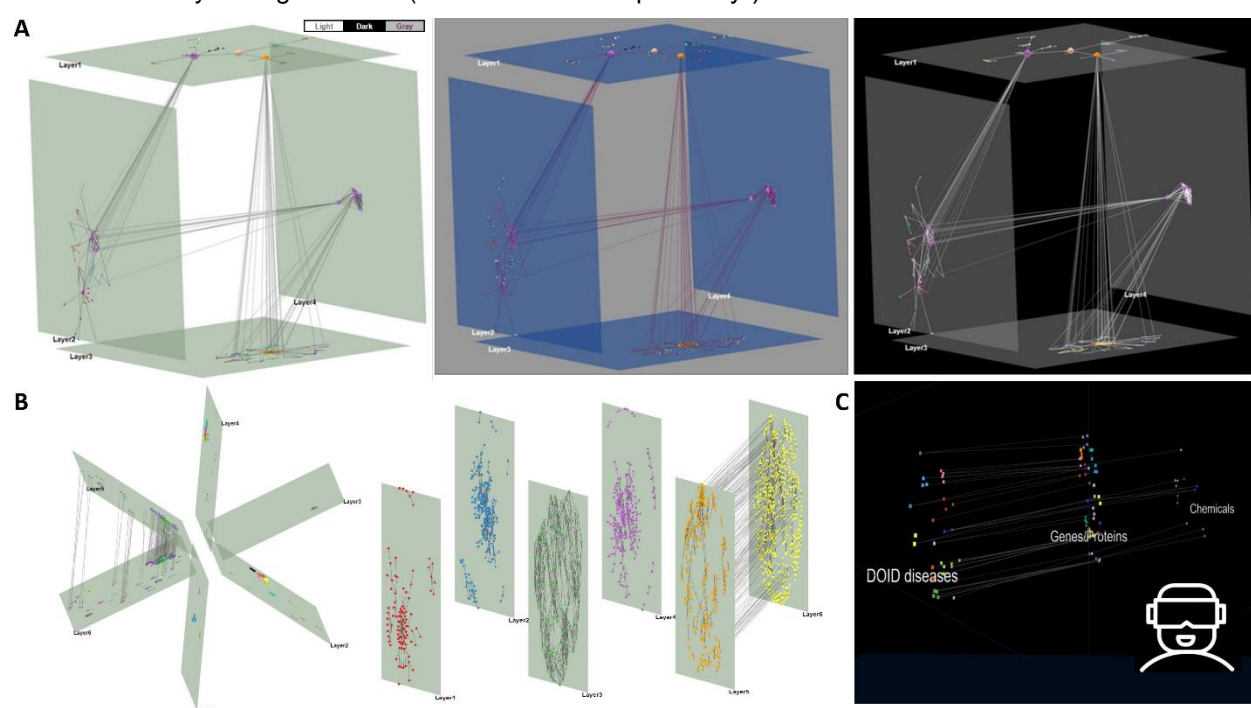 A
Light Dark Gray
Layer1
Layer2
Layer3
Layer4
Layer1
Layer2
Layer3
Layer4
Layer1
Layer2
Layer3
Layer4
B
Layer4
Layer5
Layer3
Layer6
Layer2
Layer1
Layer2
Layer3
Layer4
Layer5
Layer6
C
Chemicals
Genes/Proteins
DOID diseases